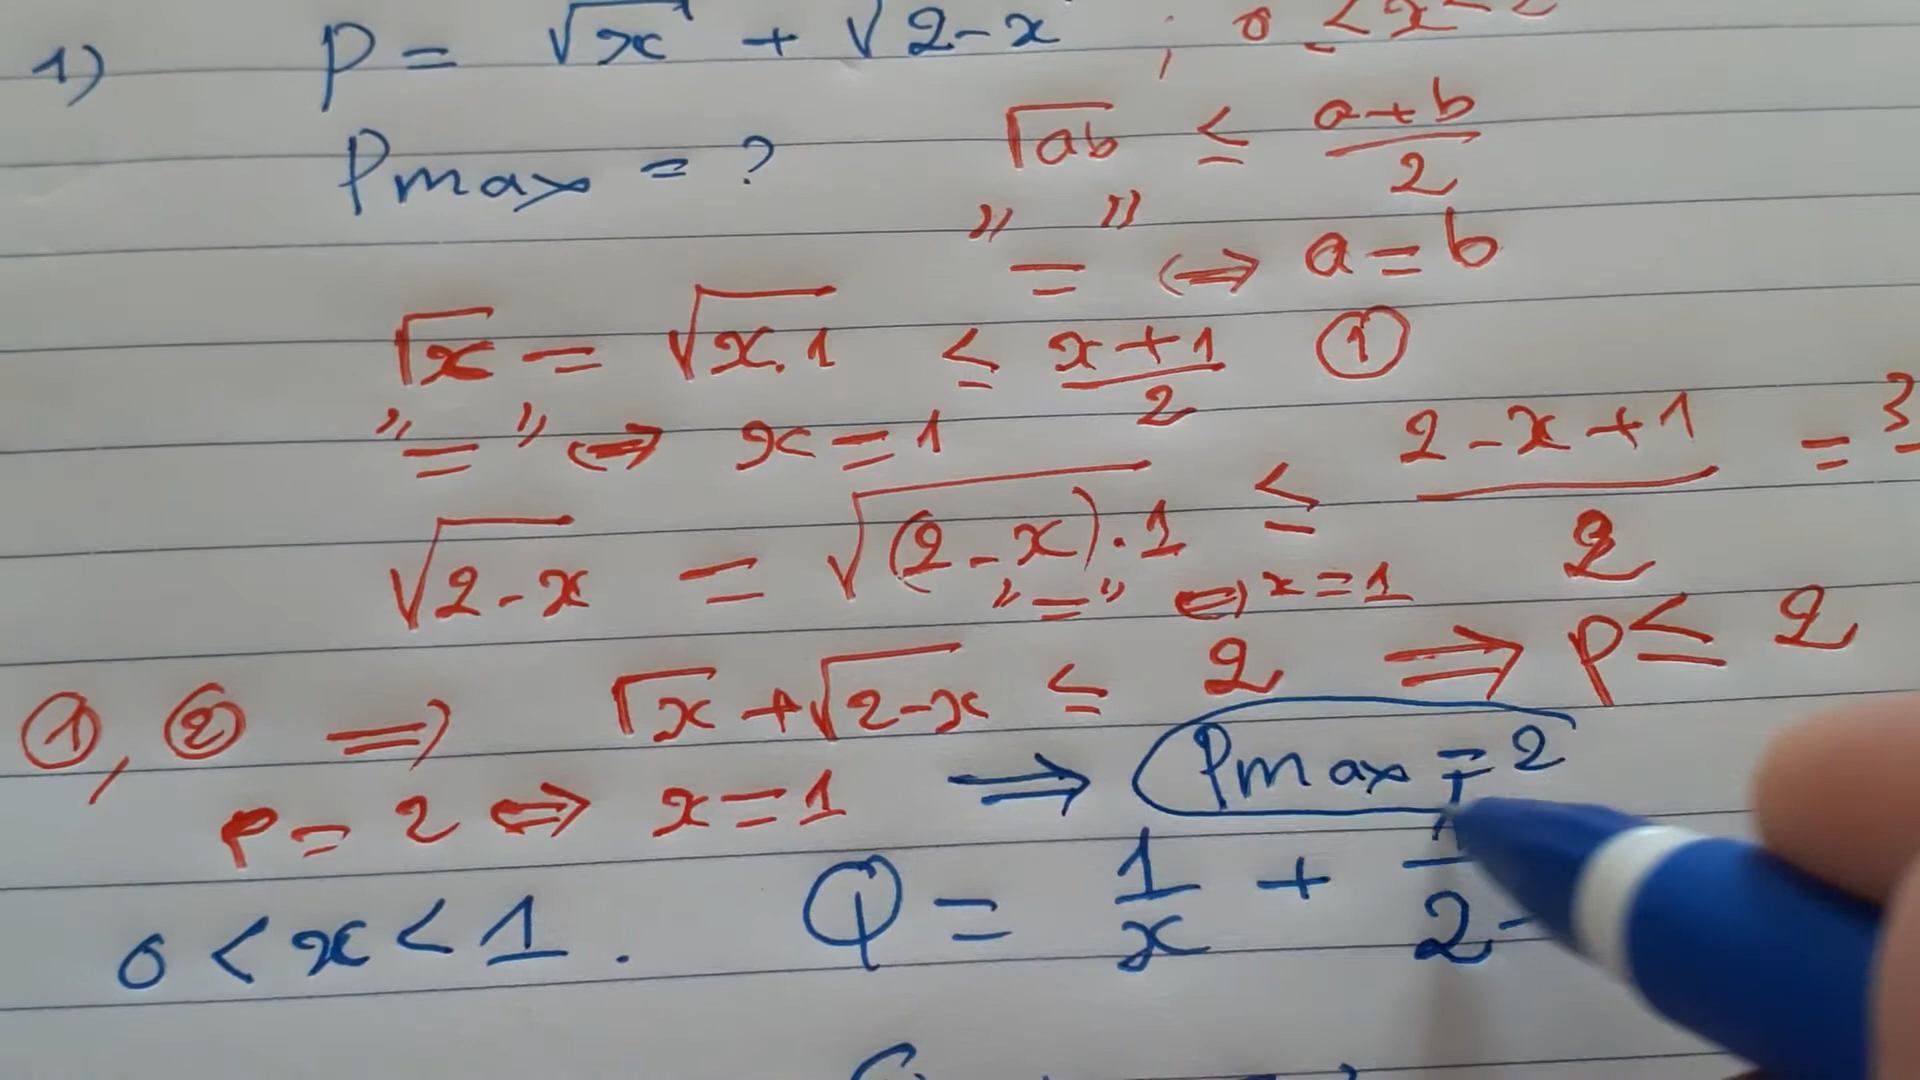 1) P = √x + √2-x ; 0 ≤ x ≤ 2
Pmax = ? √ab ≤ (a+b)/2
"=" ⇔ a = b
√x = √x.1 ≤ (x+1)/2 ①
"=" ⇔ x = 1
√2-x = √(2-x).1 ≤ (2-x+1)/2 = 3
"=" ⇔ x = 1
①, ② ⇒ √x + √2-x ≤ 2 ⇒ P ≤ 2
P = 2 ⇔ x = 1 ⇒ Pmax = 2
0 < x < 1. Q = 1/x + 1/2-